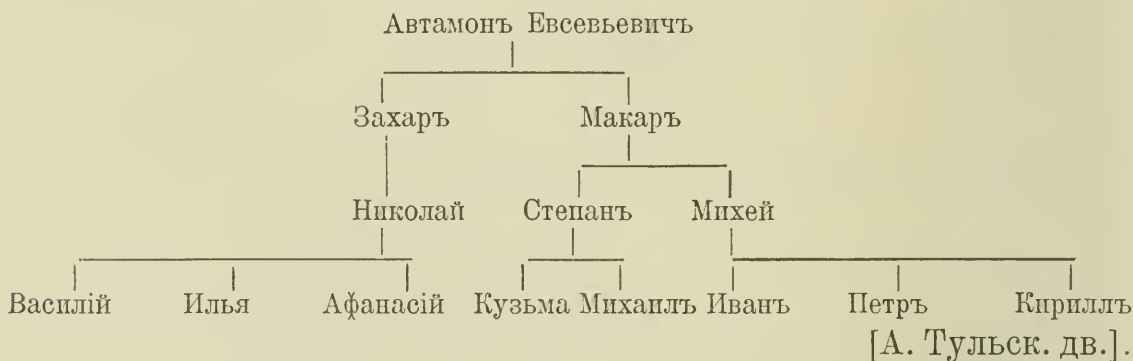 Автамонъ Евсевьевичъ
Захаръ Макаръ
Николай Степанъ Михей
Василій Илья Афанасій Кузьма Михаилъ Иванъ Петръ Кириллъ
[А. Тульск. дв.].